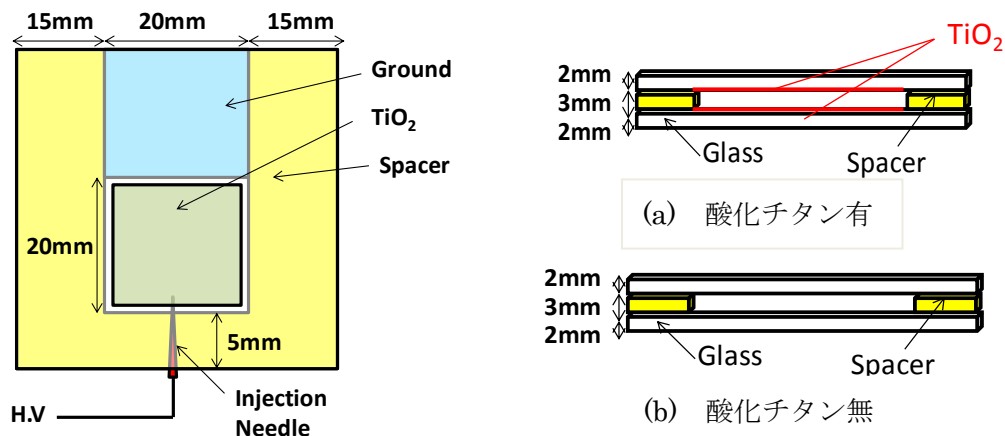 15mm
20mm
15mm
Ground
TiO₂
Spacer
20mm
5mm
Injection
Needle
H.V
TiO₂
2mm
3mm
2mm
Glass
Spacer
(a) 酸化チタン有
2mm
3mm
2mm
Glass
Spacer
(b) 酸化チタン無